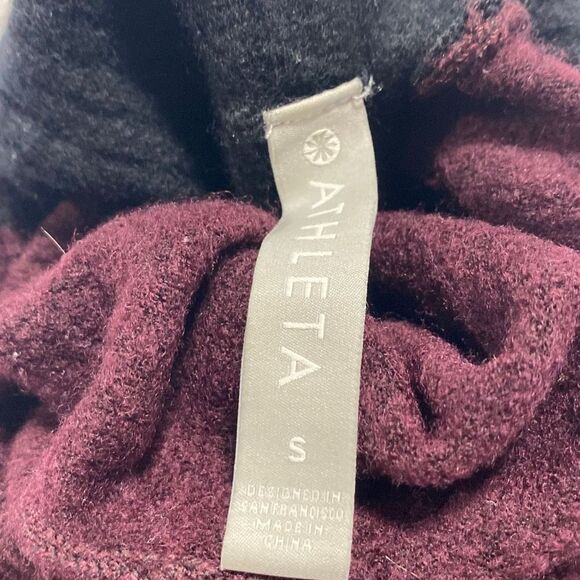 ATHLETA
S
DESIGNED IN
SAN FRANCISCO
MADE IN
CHINA